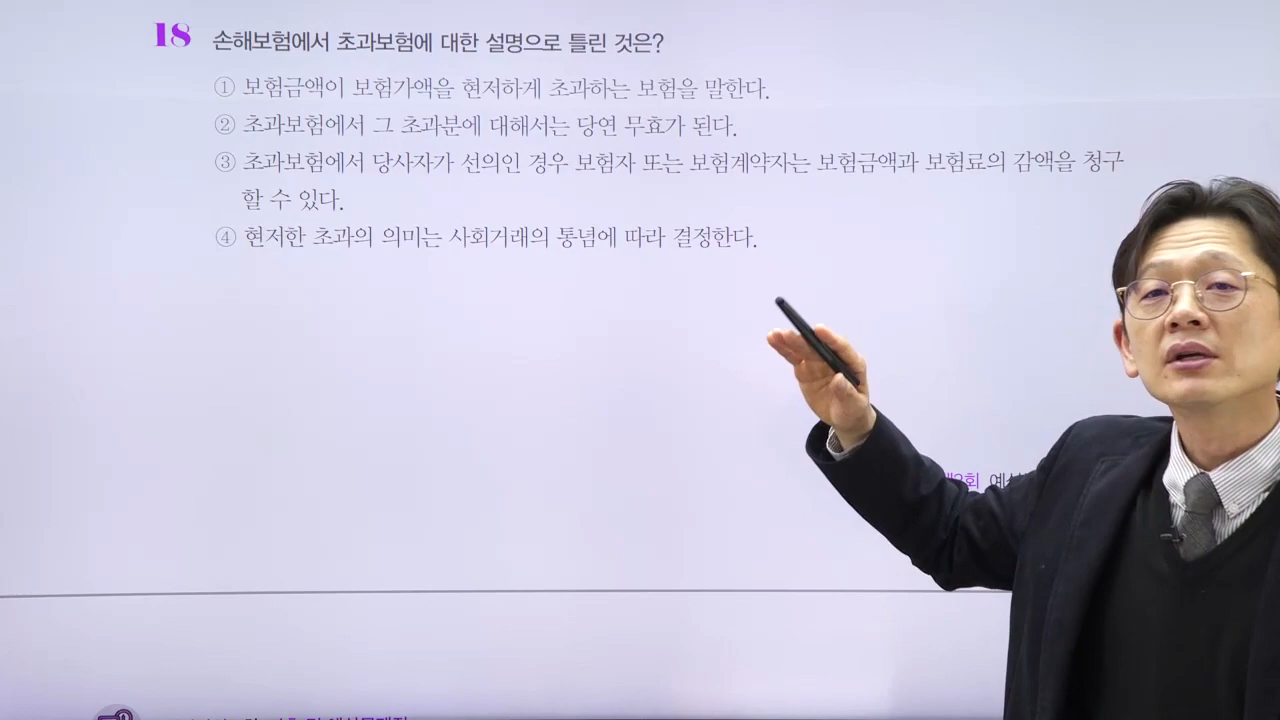 18 손해보험에서 초과보험에 대한 설명으로 틀린 것은?
① 보험금액이 보험가액을 현저하게 초과하는 보험을 말한다.
② 초과보험에서 그 초과분에 대해서는 당연 무효가 된다.
③ 초과보험에서 당사자가 선의인 경우 보험자 또는 보험계약자는 보험금액과 보험료의 감액을 청구
할 수 있다.
④ 현저한 초과의 의미는 사회거래의 통념에 따라 결정한다.